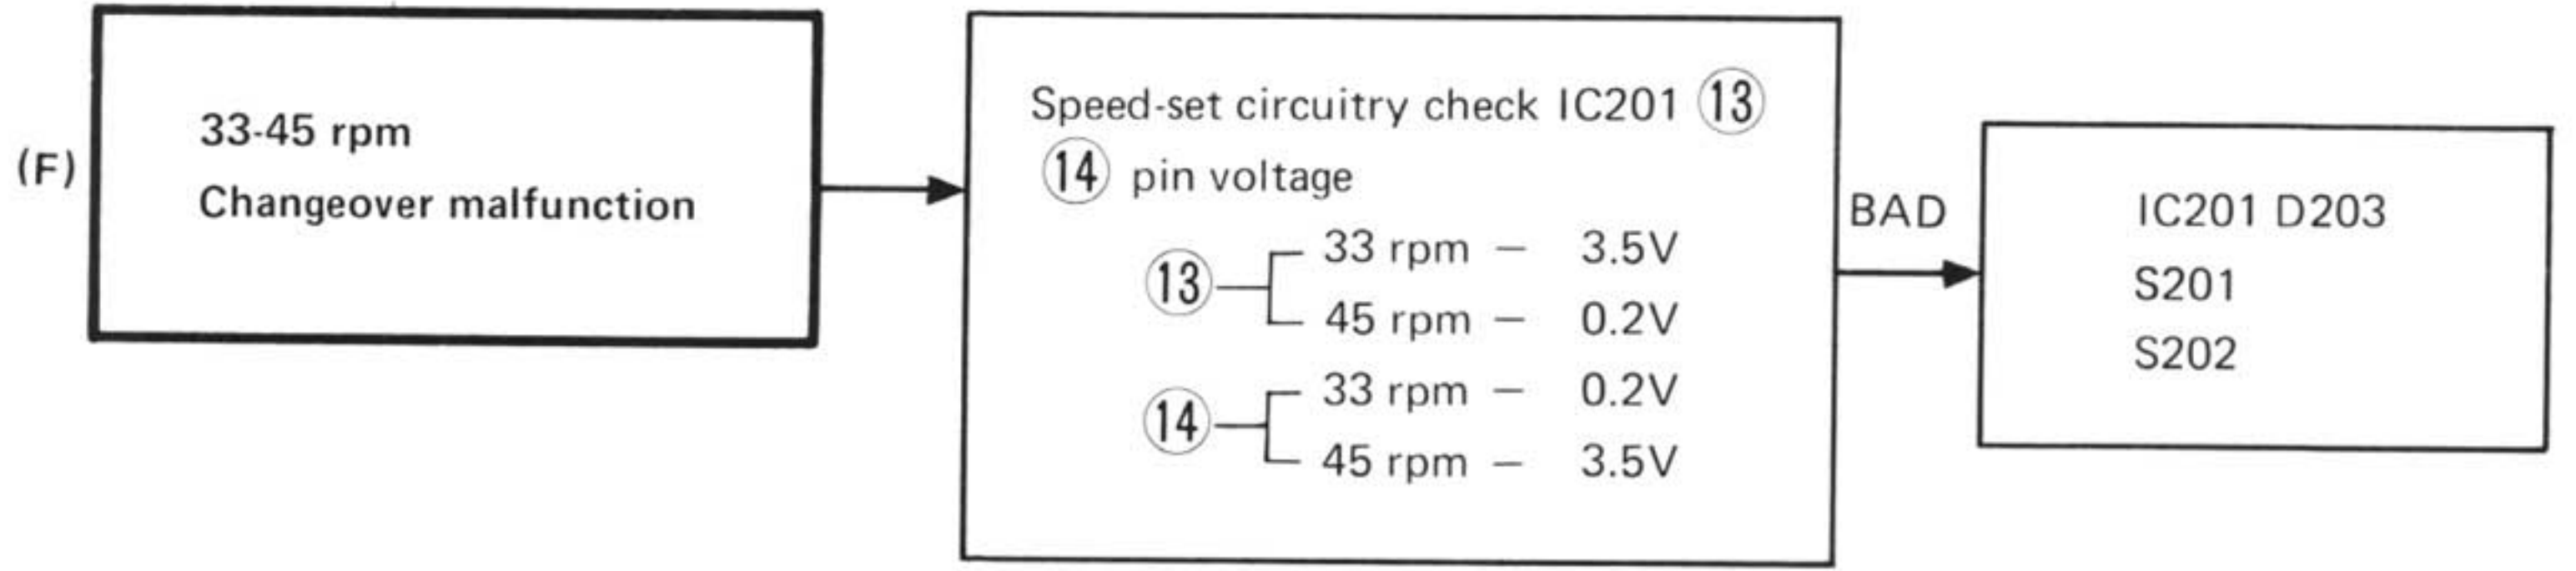 (F)
33-45 rpm
Changeover malfunction
Speed-set circuitry check IC201 ⑬
⑭ pin voltage
⑬
33 rpm — 3.5V
45 rpm — 0.2V
⑭
33 rpm — 0.2V
45 rpm — 3.5V
BAD
IC201 D203
S201
S202